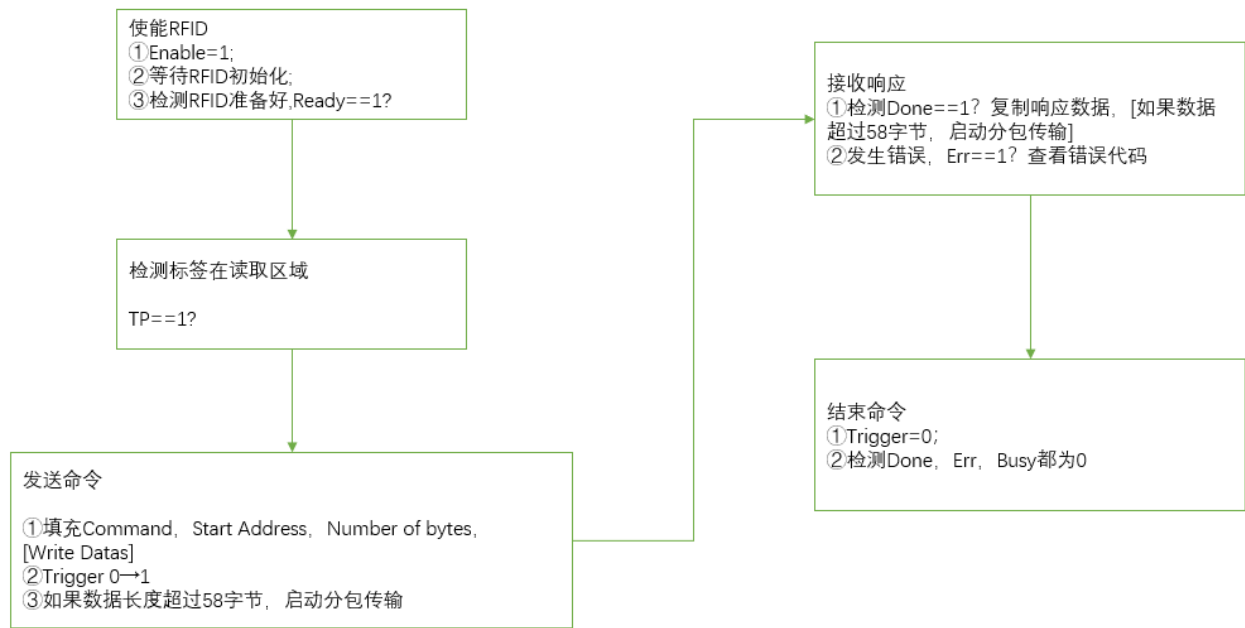 使能RFID
①Enable=1;
②等待RFID初始化;
③检测RFID准备好,Ready==1?
检测标签在读取区域
TP==1?
发送命令
①填充Command，Start Address，Number of bytes，
[Write Datas]
②Trigger 0→1
③如果数据长度超过58字节，启动分包传输
接收响应
①检测Done==1？复制响应数据，[如果数据
超过58字节，启动分包传输]
②发生错误，Err==1？查看错误代码
结束命令
①Trigger=0；
②检测Done，Err，Busy都为0